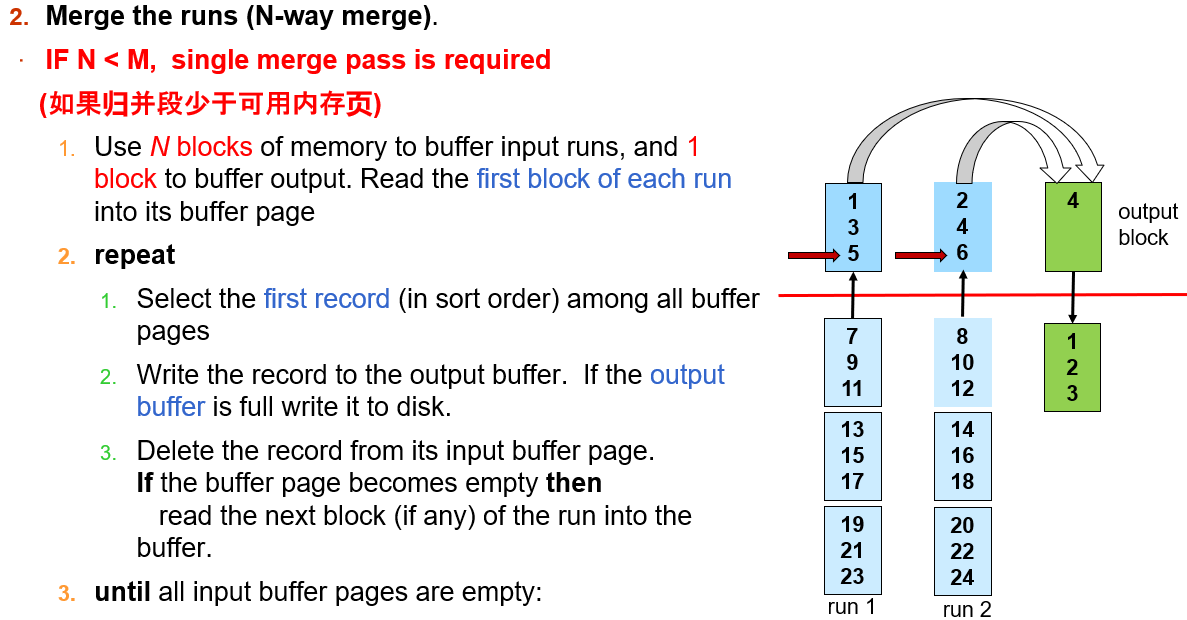 2. Merge the runs (N-way merge).
· IF N < M, single merge pass is required
(如果归并段少于可用内存页)
1. Use N blocks of memory to buffer input runs, and 1
block to buffer output. Read the first block of each run
into its buffer page
2. repeat
1. Select the first record (in sort order) among all buffer
pages
2. Write the record to the output buffer. If the output
buffer is full write it to disk.
3. Delete the record from its input buffer page.
If the buffer page becomes empty then
read the next block (if any) of the run into the
buffer.
3. until all input buffer pages are empty:
1
3
5
2
4
6
4
output
block
7
9
11
8
10
12
1
2
3
13
15
17
14
16
18
19
21
23
20
22
24
run 1
run 2